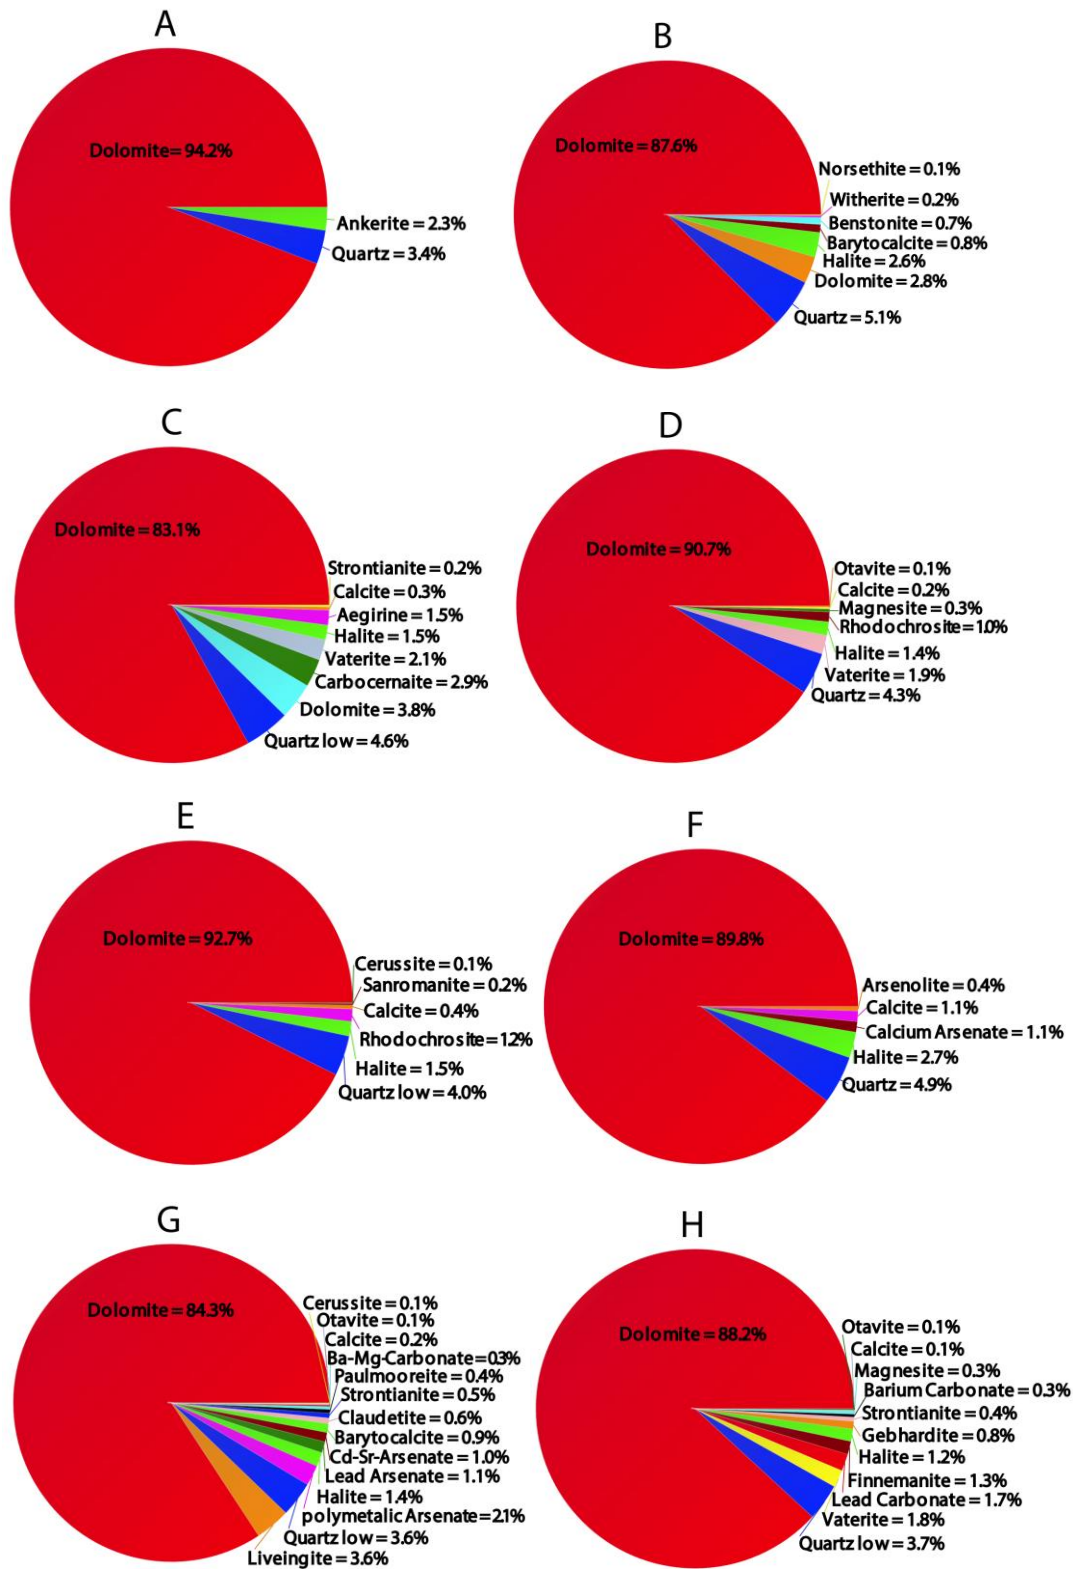 A
Dolomite = 94.2%
Ankerite = 2.3%
Quartz = 3.4%
B
Dolomite = 87.6%
Norsethite = 0.1%
Witherite = 0.2%
Benstonite = 0.7%
Barytocalcite = 0.8%
Halite = 2.6%
Dolomite = 2.8%
Quartz = 5.1%
C
Dolomite = 83.1%
Strontianite = 0.2%
Calcite = 0.3%
Aegirine = 1.5%
Halite = 1.5%
Vaterite = 2.1%
Carbocernaite = 2.9%
Dolomite = 3.8%
Quartz low = 4.6%
D
Dolomite = 90.7%
Otavite = 0.1%
Calcite = 0.2%
Magnesite = 0.3%
Rhodochrosite = 1.0%
Halite = 1.4%
Vaterite = 1.9%
Quartz = 4.3%
E
Dolomite = 92.7%
Cerussite = 0.1%
Sanromanite = 0.2%
Calcite = 0.4%
Rhodochrosite = 1.2%
Halite = 1.5%
Quartz low = 4.0%
F
Dolomite = 89.8%
Arsenolite = 0.4%
Calcite = 1.1%
Calcium Arsenate = 1.1%
Halite = 2.7%
Quartz = 4.9%
G
Dolomite = 84.3%
Cerussite = 0.1%
Otavite = 0.1%
Calcite = 0.2%
Ba-Mg-Carbonate = 0.3%
Paulmooreite = 0.4%
Strontianite = 0.5%
Claudetite = 0.6%
Barytocalcite = 0.9%
Cd-Sr-Arsenate = 1.0%
Lead Arsenate = 1.1%
Halite = 1.4%
polymetalic Arsenate = 2.1%
Quartz low = 3.6%
Liveingite = 3.6%
H
Dolomite = 88.2%
Otavite = 0.1%
Calcite = 0.1%
Magnesite = 0.3%
Barium Carbonate = 0.3%
Strontianite = 0.4%
Gebhardite = 0.8%
Halite = 1.2%
Finnemanite = 1.3%
Lead Carbonate = 1.7%
Vaterite = 1.8%
Quartz low = 3.7%